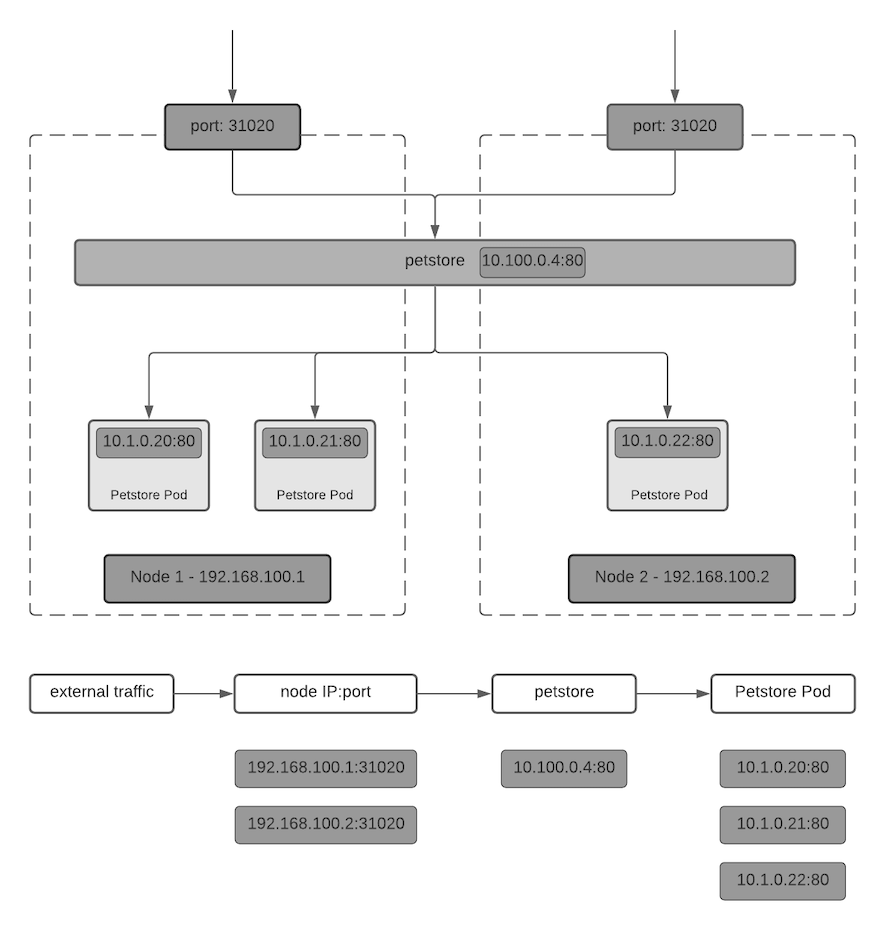 port: 31020
port: 31020
petstore
10.100.0.4:80
10.1.0.20:80
10.1.0.21:80
10.1.0.22:80
Petstore Pod
Petstore Pod
Petstore Pod
Node 1 - 192.168.100.1
Node 2 - 192.168.100.2
external traffic
node IP:port
petstore
Petstore Pod
192.168.100.1:31020
10.100.0.4:80
10.1.0.20:80
192.168.100.2:31020
10.1.0.21:80
10.1.0.22:80